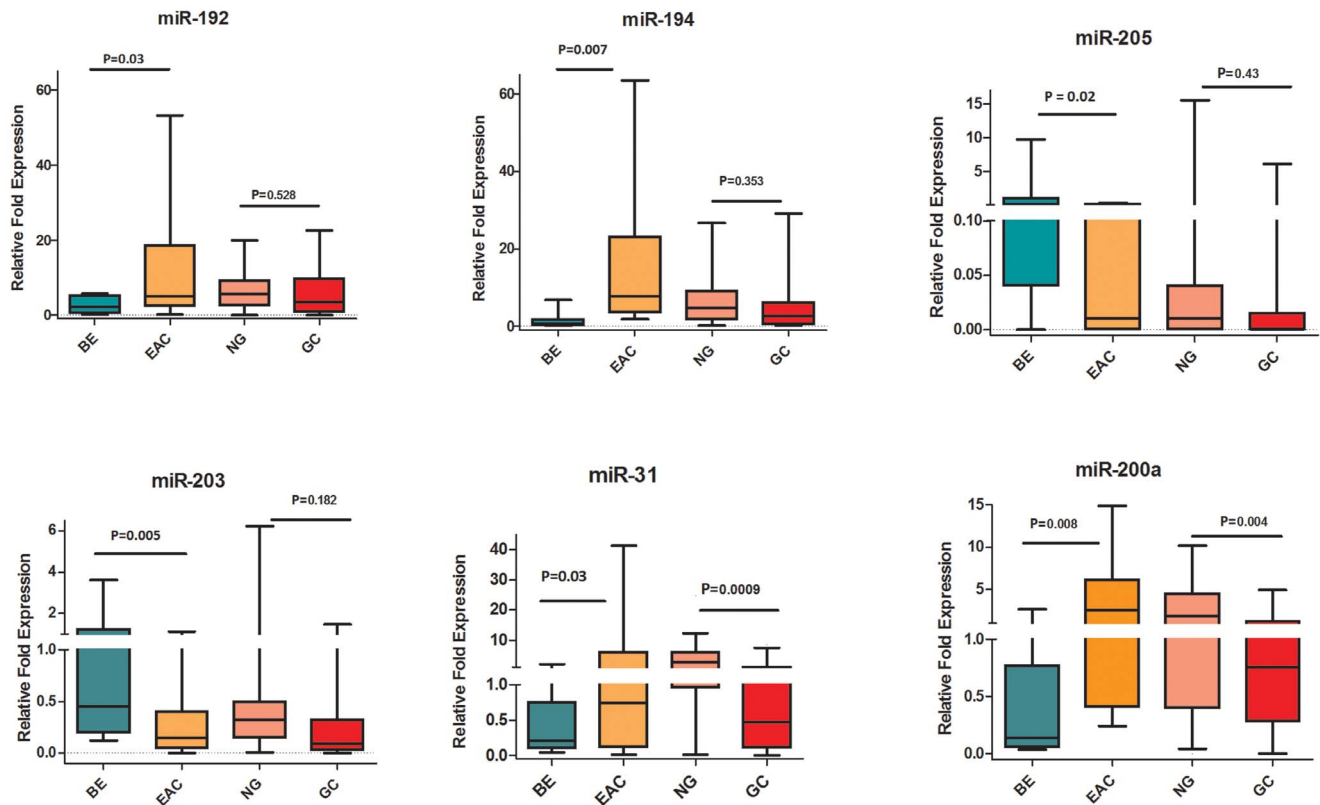 miR-192
P=0.03
P=0.528
Relative Fold Expression
60
40
20
0
BE
EAC
NG
GC
miR-194
P=0.007
P=0.353
Relative Fold Expression
60
40
20
0
BE
EAC
NG
GC
miR-205
P = 0.02
P=0.43
Relative Fold Expression
15
10
5
0.10
0.05
0.00
BE
EAC
NG
GC
miR-203
P=0.005
P=0.182
Relative Fold Expression
6
4
2
1.0
0.5
0.0
BE
EAC
NG
GC
miR-31
P=0.03
P=0.0009
Relative Fold Expression
40
30
20
10
1.0
0.5
0.0
BE
EAC
NG
GC
miR-200a
P=0.008
P=0.004
Relative Fold Expression
15
10
5
1.0
0.5
0.0
BE
EAC
NG
GC